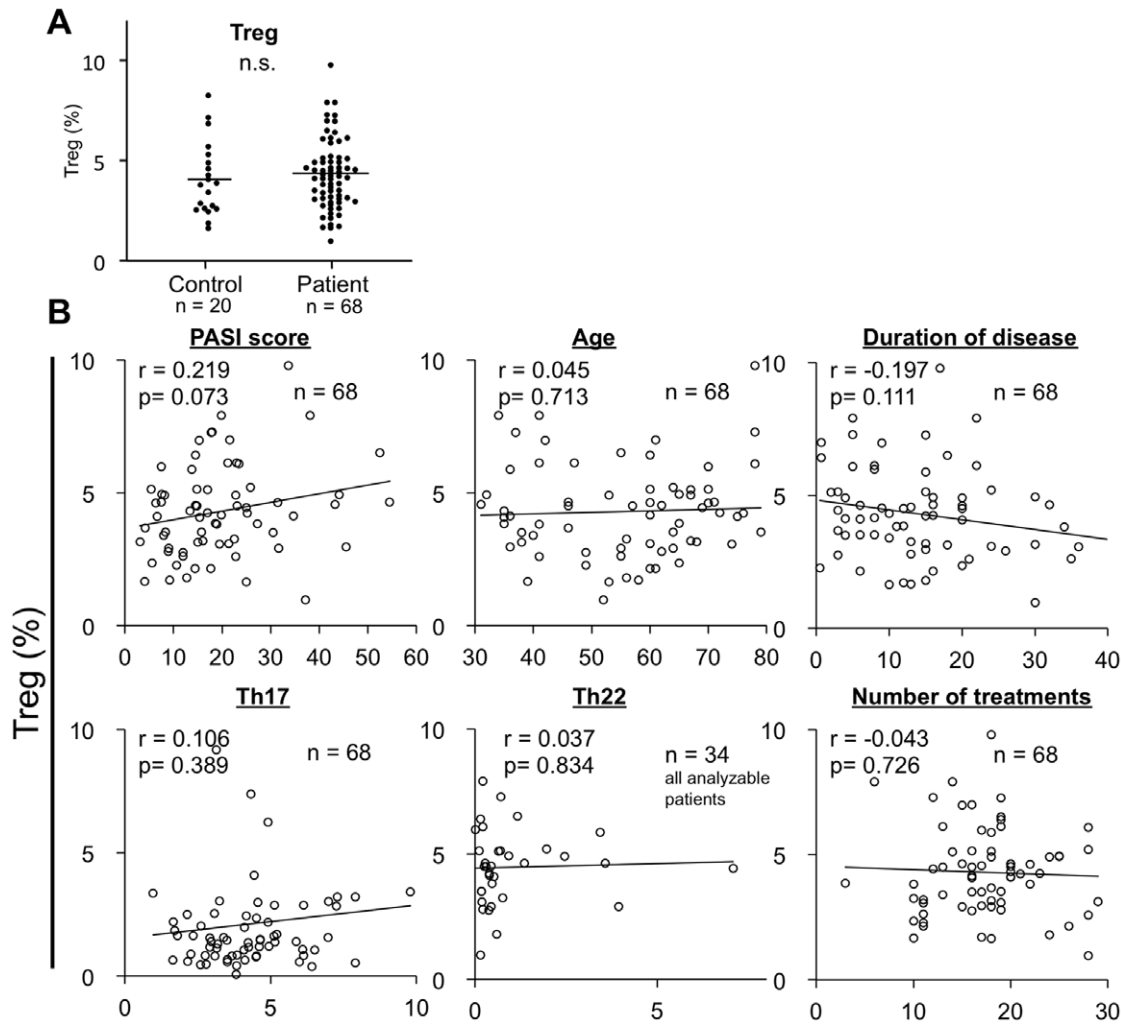 A
Treg
n.s.
Treg (%)
10
5
0
Control
n = 20
Patient
n = 68
B
Treg (%)
PASI score
r = 0.219
p= 0.073
n = 68
10
5
0
0 10 20 30 40 50 60
Age
r = 0.045
p= 0.713
n = 68
10
5
0
30 40 50 60 70 80
Duration of disease
r = -0.197
p= 0.111
n = 68
10
5
0
0 10 20 30 40
Th17
r = 0.106
p= 0.389
n = 68
10
5
0
0 5 10
Th22
r = 0.037
p= 0.834
n = 34
all analyzable
patients
10
5
0
0 5
Number of treatments
r = -0.043
p= 0.726
n = 68
10
5
0
10 20 30